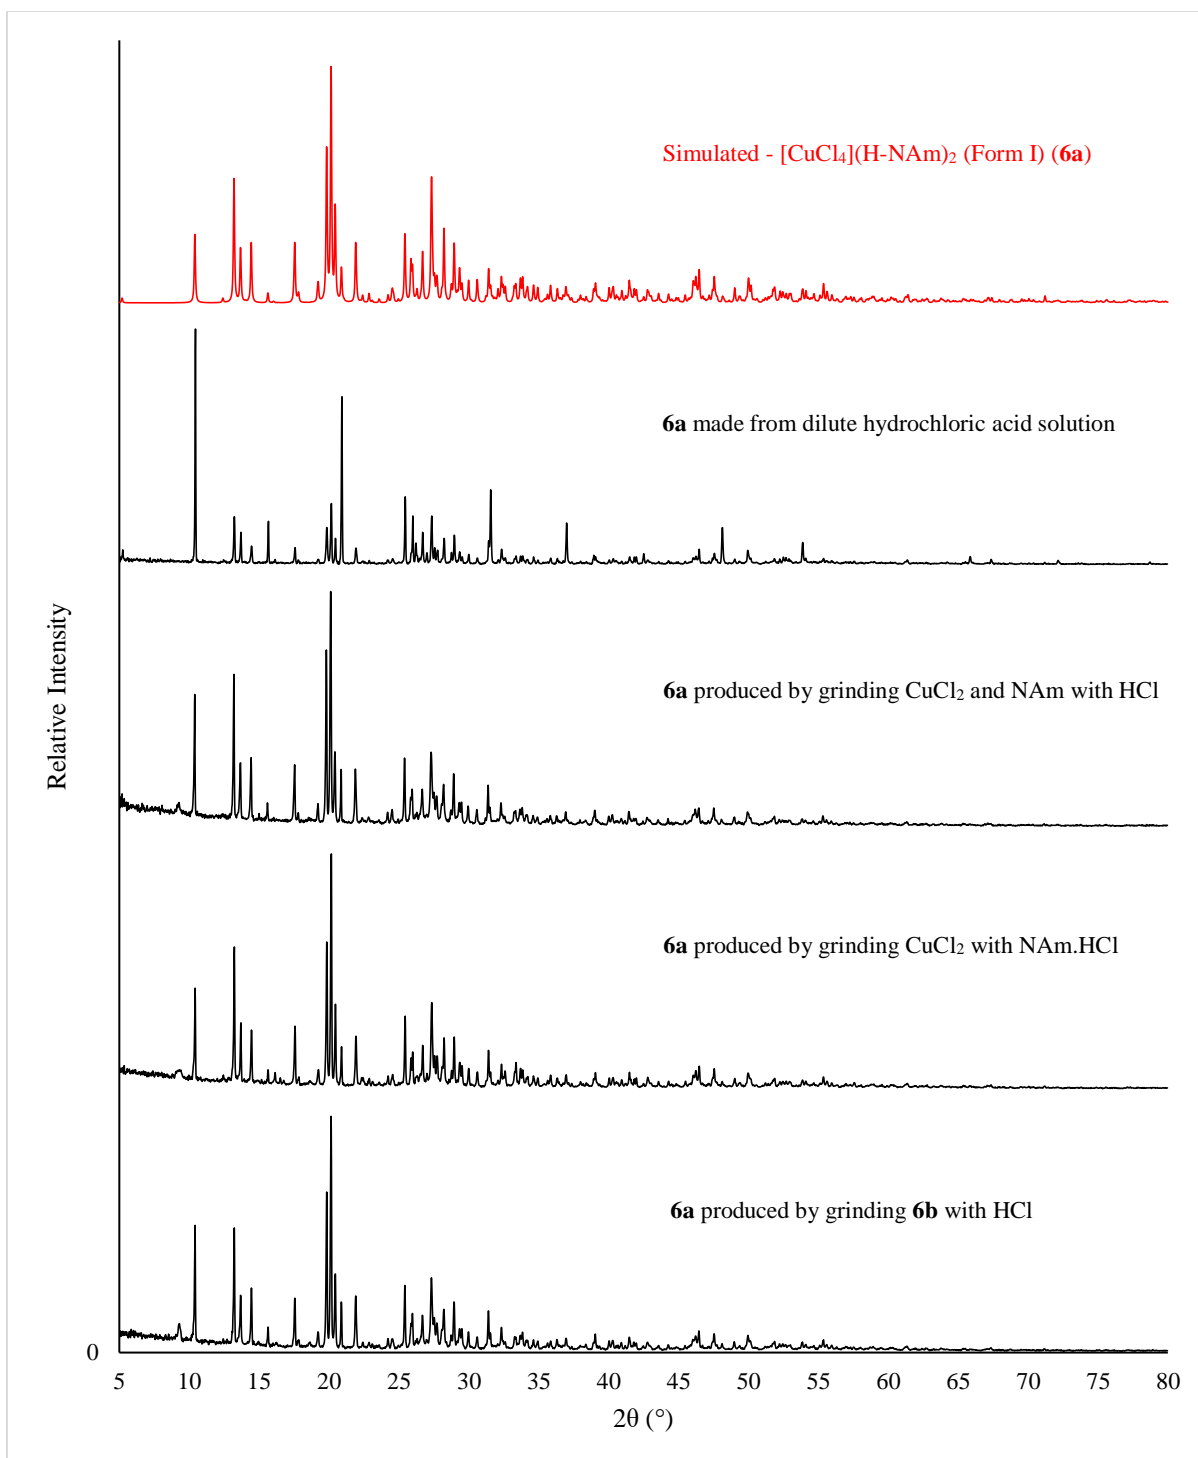 Simulated - [CuCl₄](H-NAm)₂ (Form I) (6a)
6a made from dilute hydrochloric acid solution
6a produced by grinding CuCl₂ and NAm with HCl
6a produced by grinding CuCl₂ with NAm.HCl
6a produced by grinding 6b with HCl
Relative Intensity
0
5 10 15 20 25 30 35 40 45 50 55 60 65 70 75 80
2θ (°)